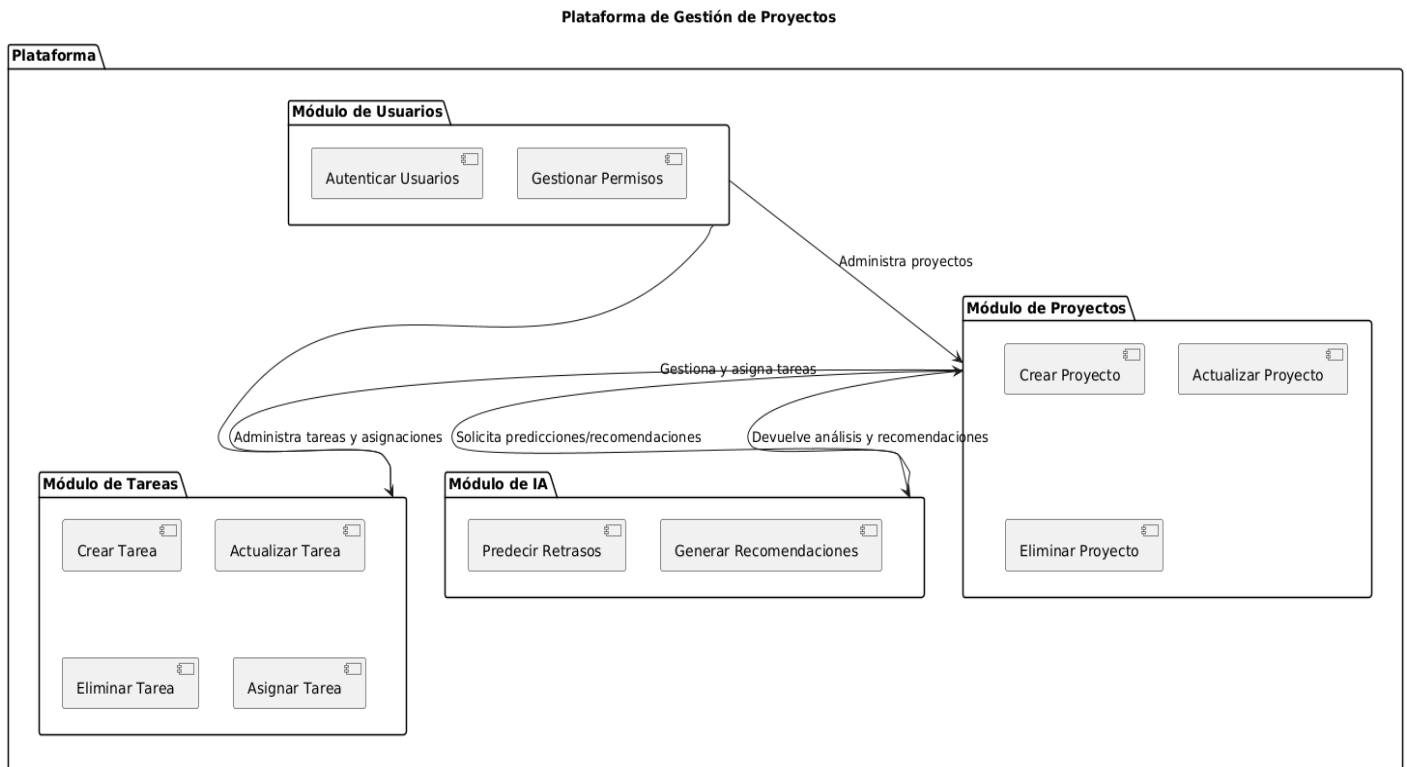 Plataforma de Gestión de Proyectos
Plataforma
Módulo de Usuarios
Autenticar Usuarios
Gestionar Permisos
Administra proyectos
Módulo de Proyectos
Crear Proyecto
Actualizar Proyecto
Gestiona y asigna tareas
Administra tareas y asignaciones
Solicita predicciones/recomendaciones
Devuelve análisis y recomendaciones
Módulo de Tareas
Crear Tarea
Actualizar Tarea
Módulo de IA
Predecir Retrasos
Generar Recomendaciones
Eliminar Proyecto
Eliminar Tarea
Asignar Tarea